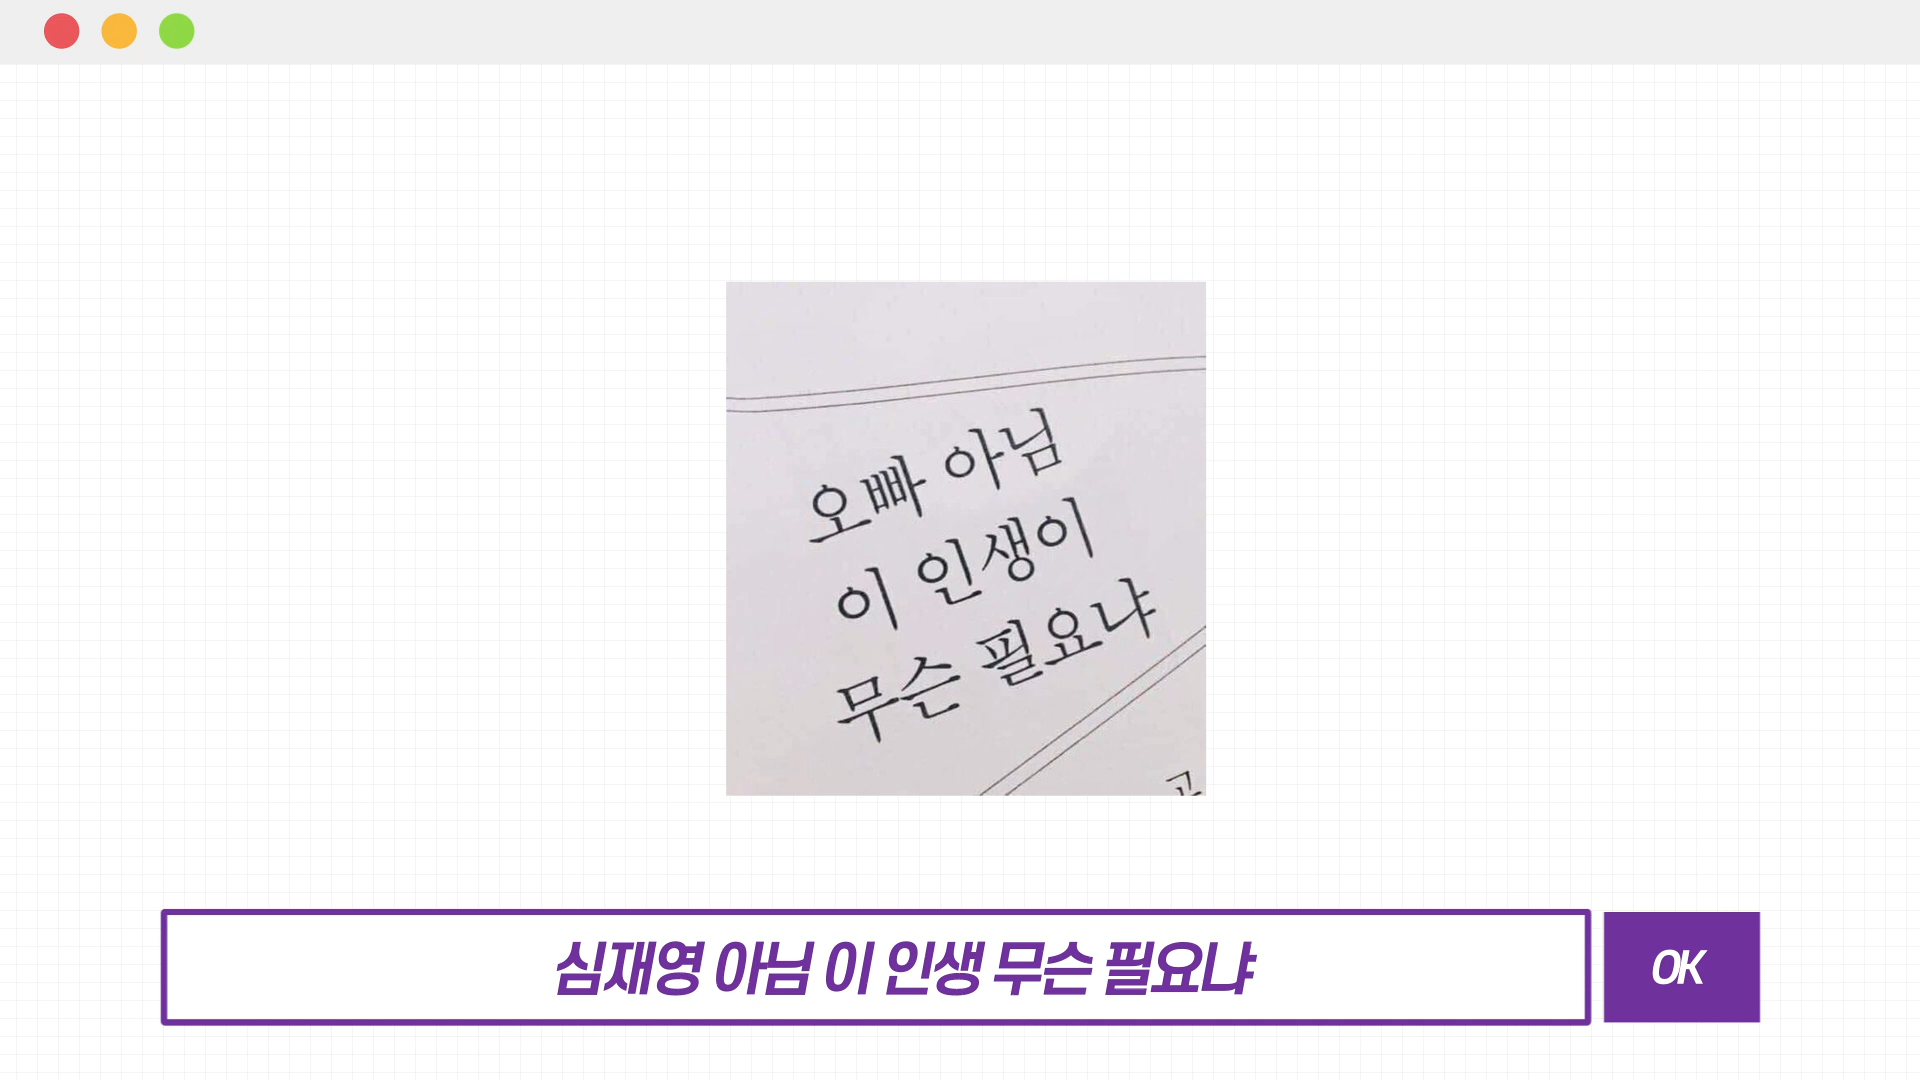 오빠 아님
이 인생이
무슨 필요냐
심재영 아님 이 인생 무슨 필요냐
OK